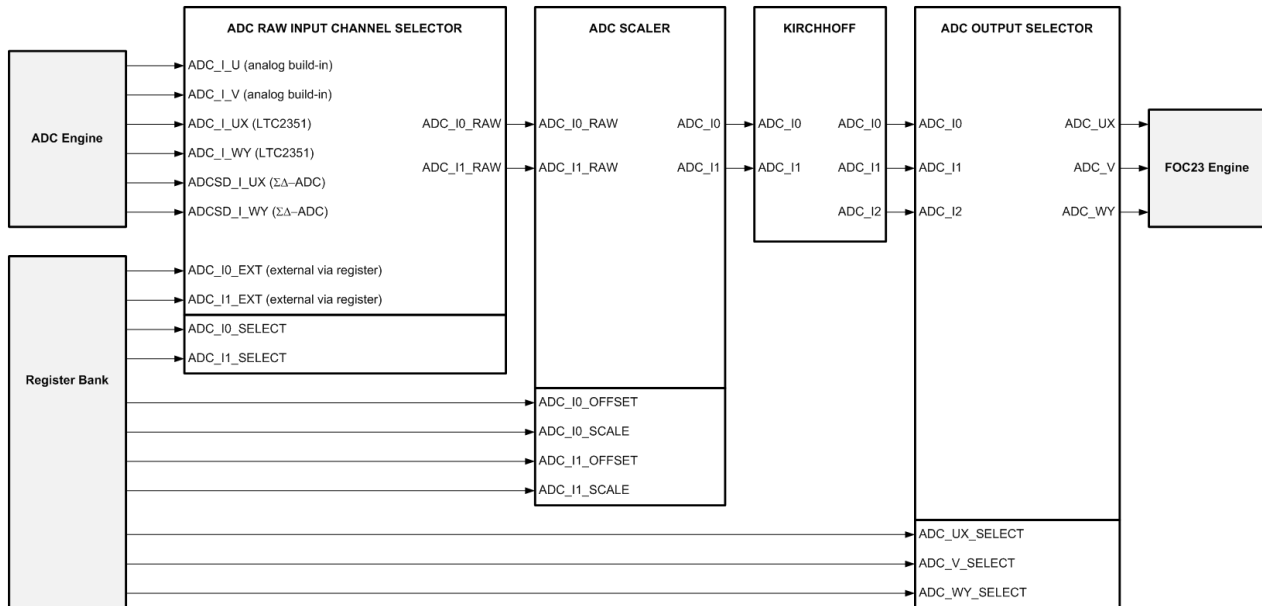 ADC RAW INPUT CHANNEL SELECTOR
ADC SCALER
KIRCHHOFF
ADC OUTPUT SELECTOR
ADC Engine
ADC_I_U (analog build-in)
ADC_I_V (analog build-in)
ADC_I_UX (LTC2351)
ADC_I_WY (LTC2351)
ADCSD_I_UX (ΣΔ–ADC)
ADCSD_I_WY (ΣΔ–ADC)
ADC_I0_RAW
ADC_I1_RAW
ADC_I0_RAW
ADC_I1_RAW
ADC_I0
ADC_I1
ADC_I0
ADC_I1
ADC_I0
ADC_I1
ADC_I2
ADC_I0
ADC_I1
ADC_I2
ADC_UX
ADC_V
ADC_WY
FOC23 Engine
Register Bank
ADC_I0_EXT (external via register)
ADC_I1_EXT (external via register)
ADC_I0_SELECT
ADC_I1_SELECT
ADC_I0_OFFSET
ADC_I0_SCALE
ADC_I1_OFFSET
ADC_I1_SCALE
ADC_UX_SELECT
ADC_V_SELECT
ADC_WY_SELECT